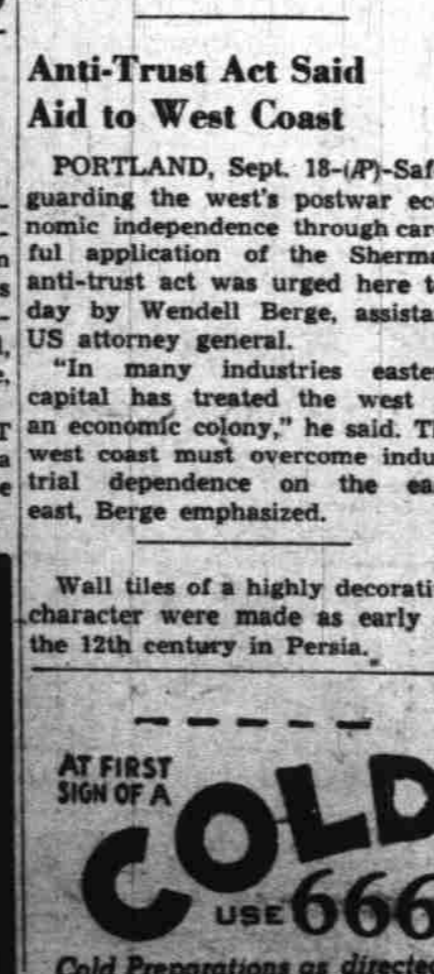 Anti-Trust Act Said
Aid to West Coast
PORTLAND, Sept. 18-(AP)-Saf
guarding the west's postwar ec
nomic independence through car
ful application of the Sherma
anti-trust act was urged here t
day by Wendell Berge, assista
US attorney general.
"In many industries easte
capital has treated the west
an economic colony," he said. Th
west coast must overcome indu
trial dependence on the ea
east, Berge emphasized.
Wall tiles of a highly decorati
character were made as early
the 12th century in Persia.
AT FIRST
SIGN OF A
COLD
USE 666
Cold Preparations as directed